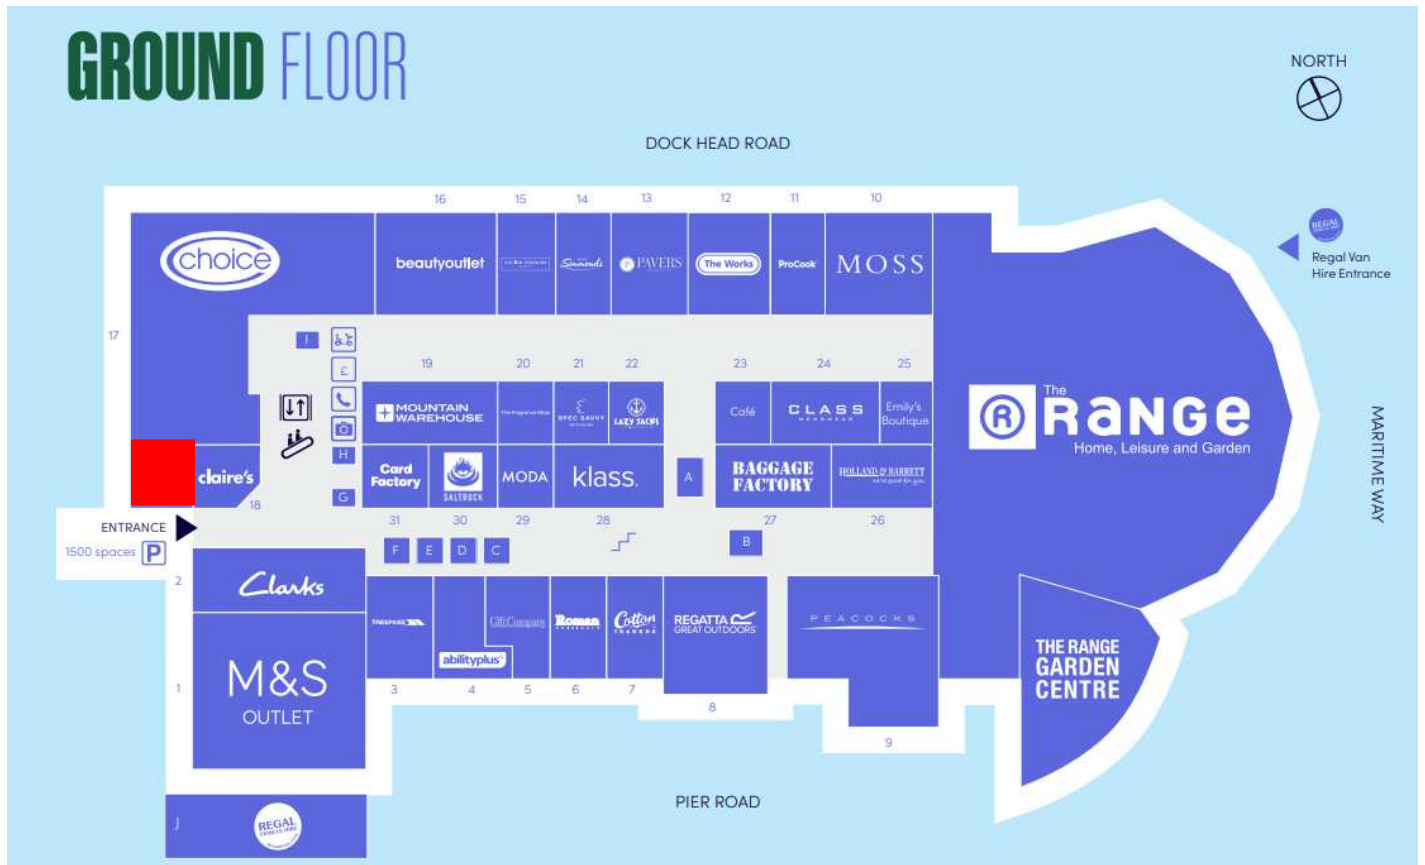 GROUND FLOOR
NORTH
DOCK HEAD ROAD
16 15 14 13 12 11 10
REGAL
Regal Van
Hire Entrance
choice
beautyoutlet
Simmonds
PAVERS
The Works
ProCook
MOSS
17
I
£
19 20 21 22 23 24 25
MOUNTAIN
WAREHOUSE
The Fragrance Shop
SPEC SAVVY
LAZY JACKS
Café
CLASS
Emily's
Boutique
The
RANGE
Home, Leisure and Garden
MARITIME WAY
H
G
claire's
18
Card
Factory
SALTROCK
MODA
klass.
A
BAGGAGE
FACTORY
HOLLAND & BARRETT
ENTRANCE
1500 spaces P
31 30 29 28 27 26
F E D C
B
2
Clarks
1
M&S
OUTLET
TRESPASS
abilityplus
GiftCompany
Roman
Cotton
TRADERS
REGATTA
GREAT OUTDOORS
PEACOCKS
THE RANGE
GARDEN
CENTRE
3 4 5 6 7 8 9
PIER ROAD
J
REGAL